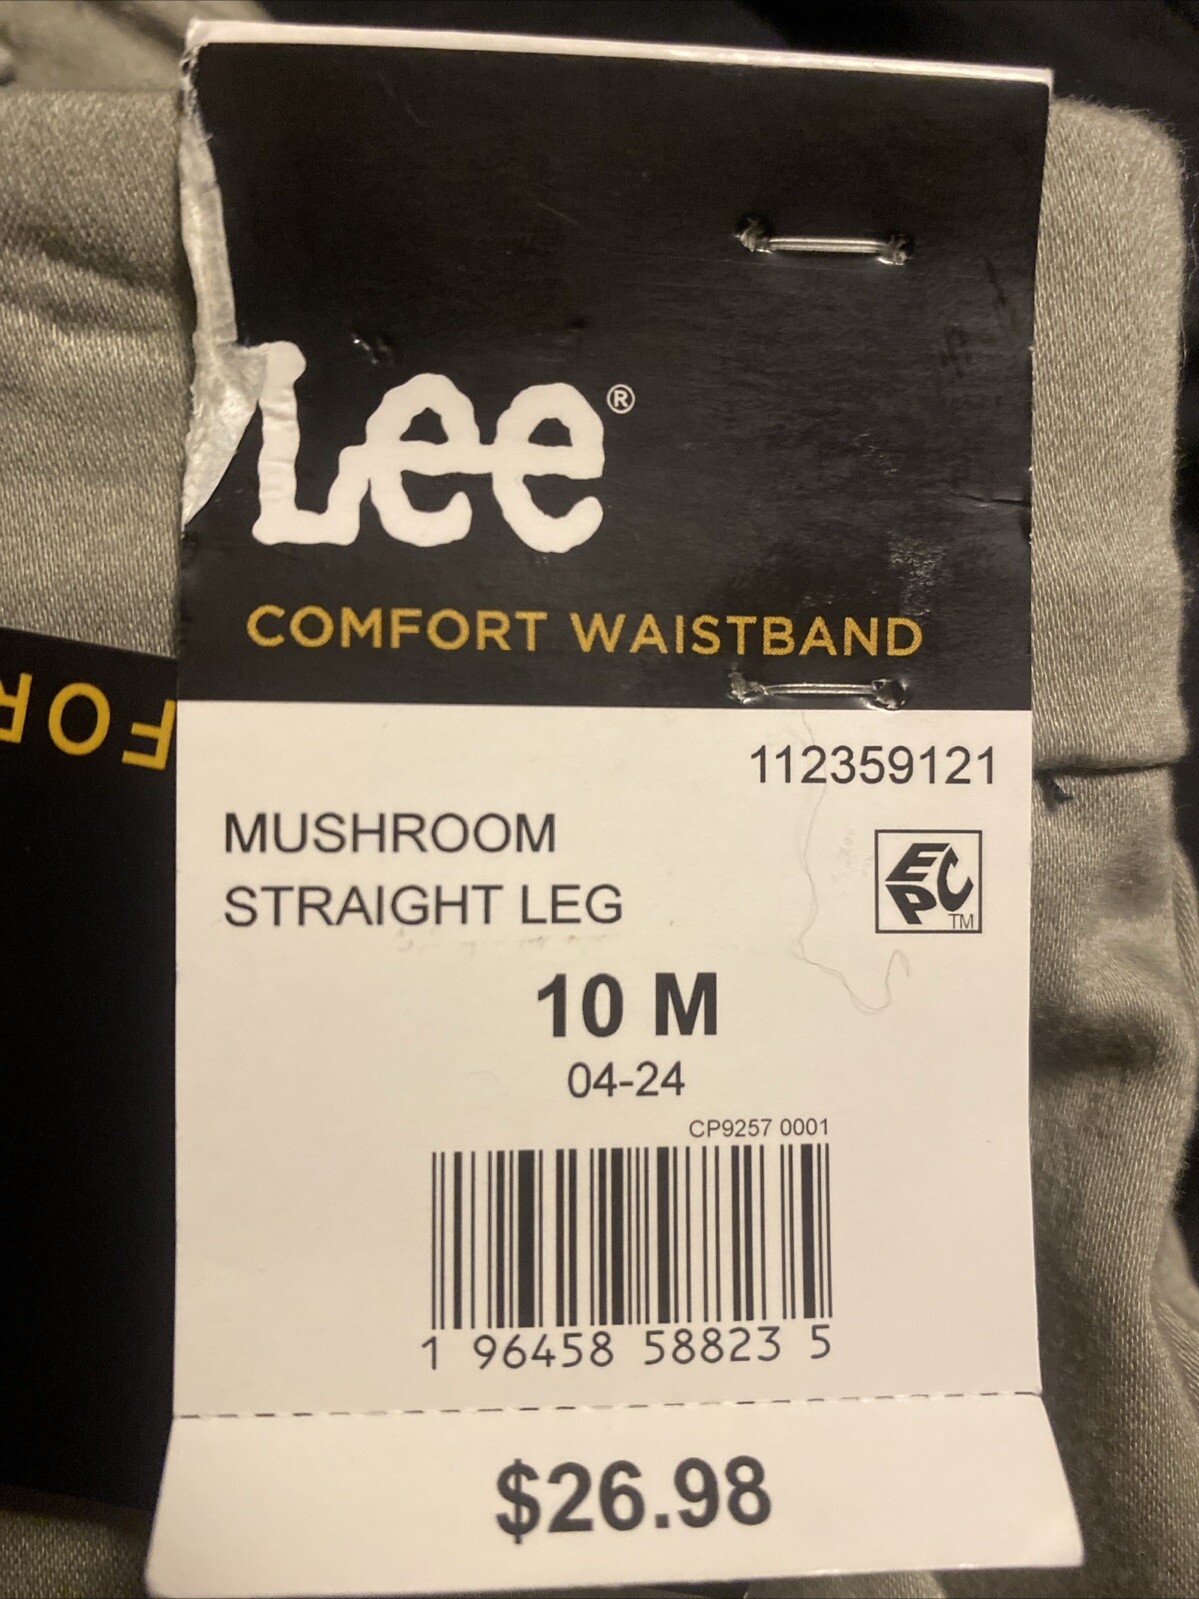 Lee®
COMFORT WAISTBAND
FOR
112359121
MUSHROOM
STRAIGHT LEG
EPC™
10 M
04-24
CP9257 0001
1 96458 58823 5
$26.98